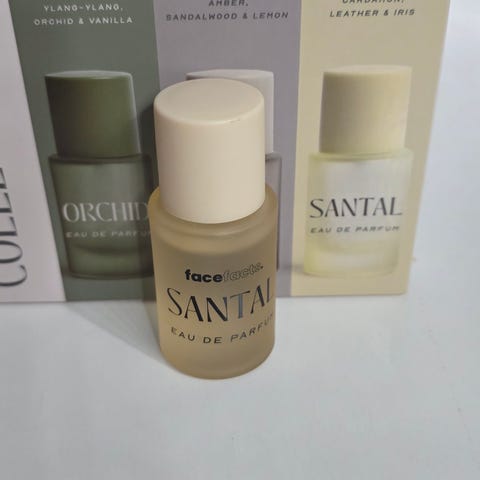 YLANG-YLANG,
ORCHID & VANILLA
AMBER,
SANDALWOOD & LEMON
LEATHER & IRIS
ORCHID
EAU DE PARFUM
SANTAL
EAU DE PARFUM
facefacts.
SANTAL
EAU DE PARFUM